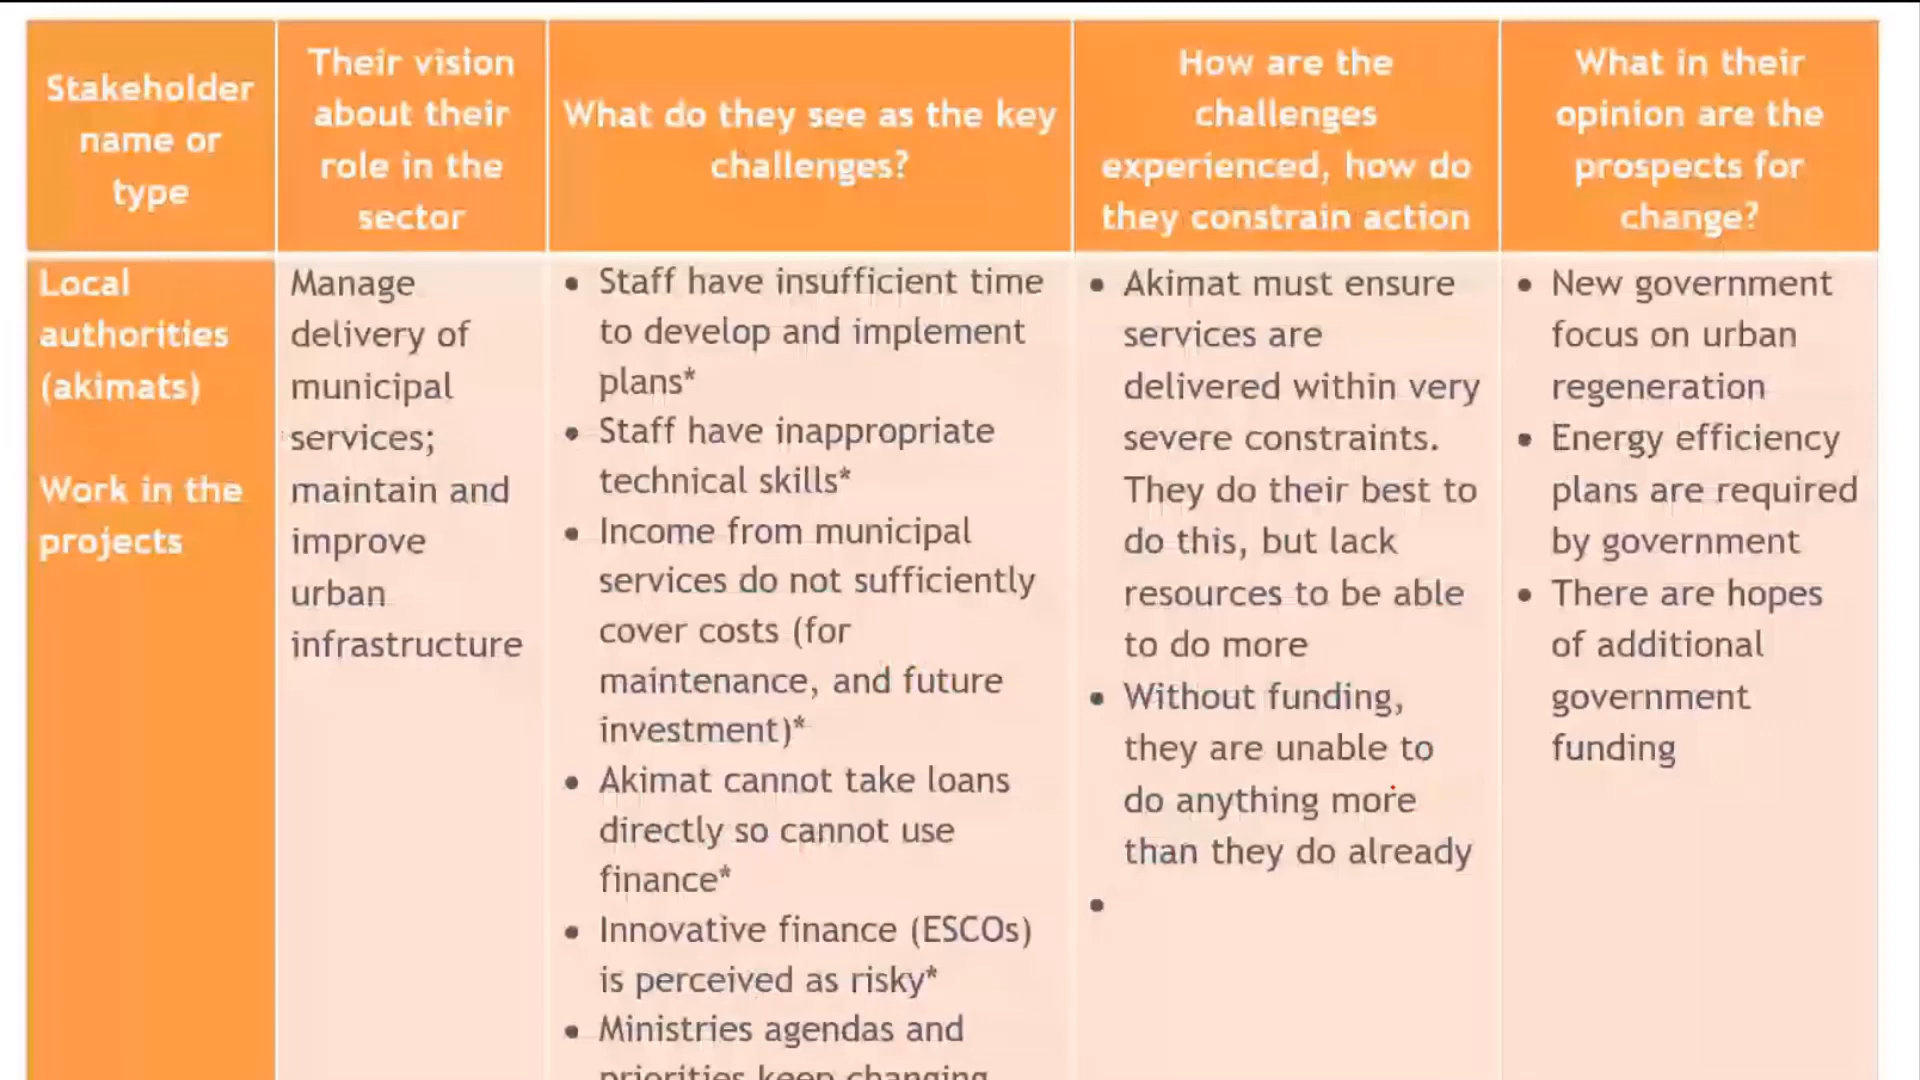 Stakeholder
name or
type
Their vision
about their
role in the
sector
What do they see as the key
challenges?
How are the
challenges
experienced, how do
they constrain action
What in their
opinion are the
prospects for
change?
Local
authorities
(akimats)
Work in the
projects
Manage
delivery of
municipal
services;
maintain and
improve
urban
infrastructure
• Staff have insufficient time
to develop and implement
plans*
• Staff have inappropriate
technical skills*
• Income from municipal
services do not sufficiently
cover costs (for
maintenance, and future
investment)*
• Akimat cannot take loans
directly so cannot use
finance*
• Innovative finance (ESCOs)
is perceived as risky*
• Ministries agendas and
priorities keep changing
• Akimat must ensure
services are
delivered within very
severe constraints.
They do their best to
do this, but lack
resources to be able
to do more
• Without funding,
they are unable to
do anything more
than they do already
•
• New government
focus on urban
regeneration
• Energy efficiency
plans are required
by government
• There are hopes
of additional
government
funding